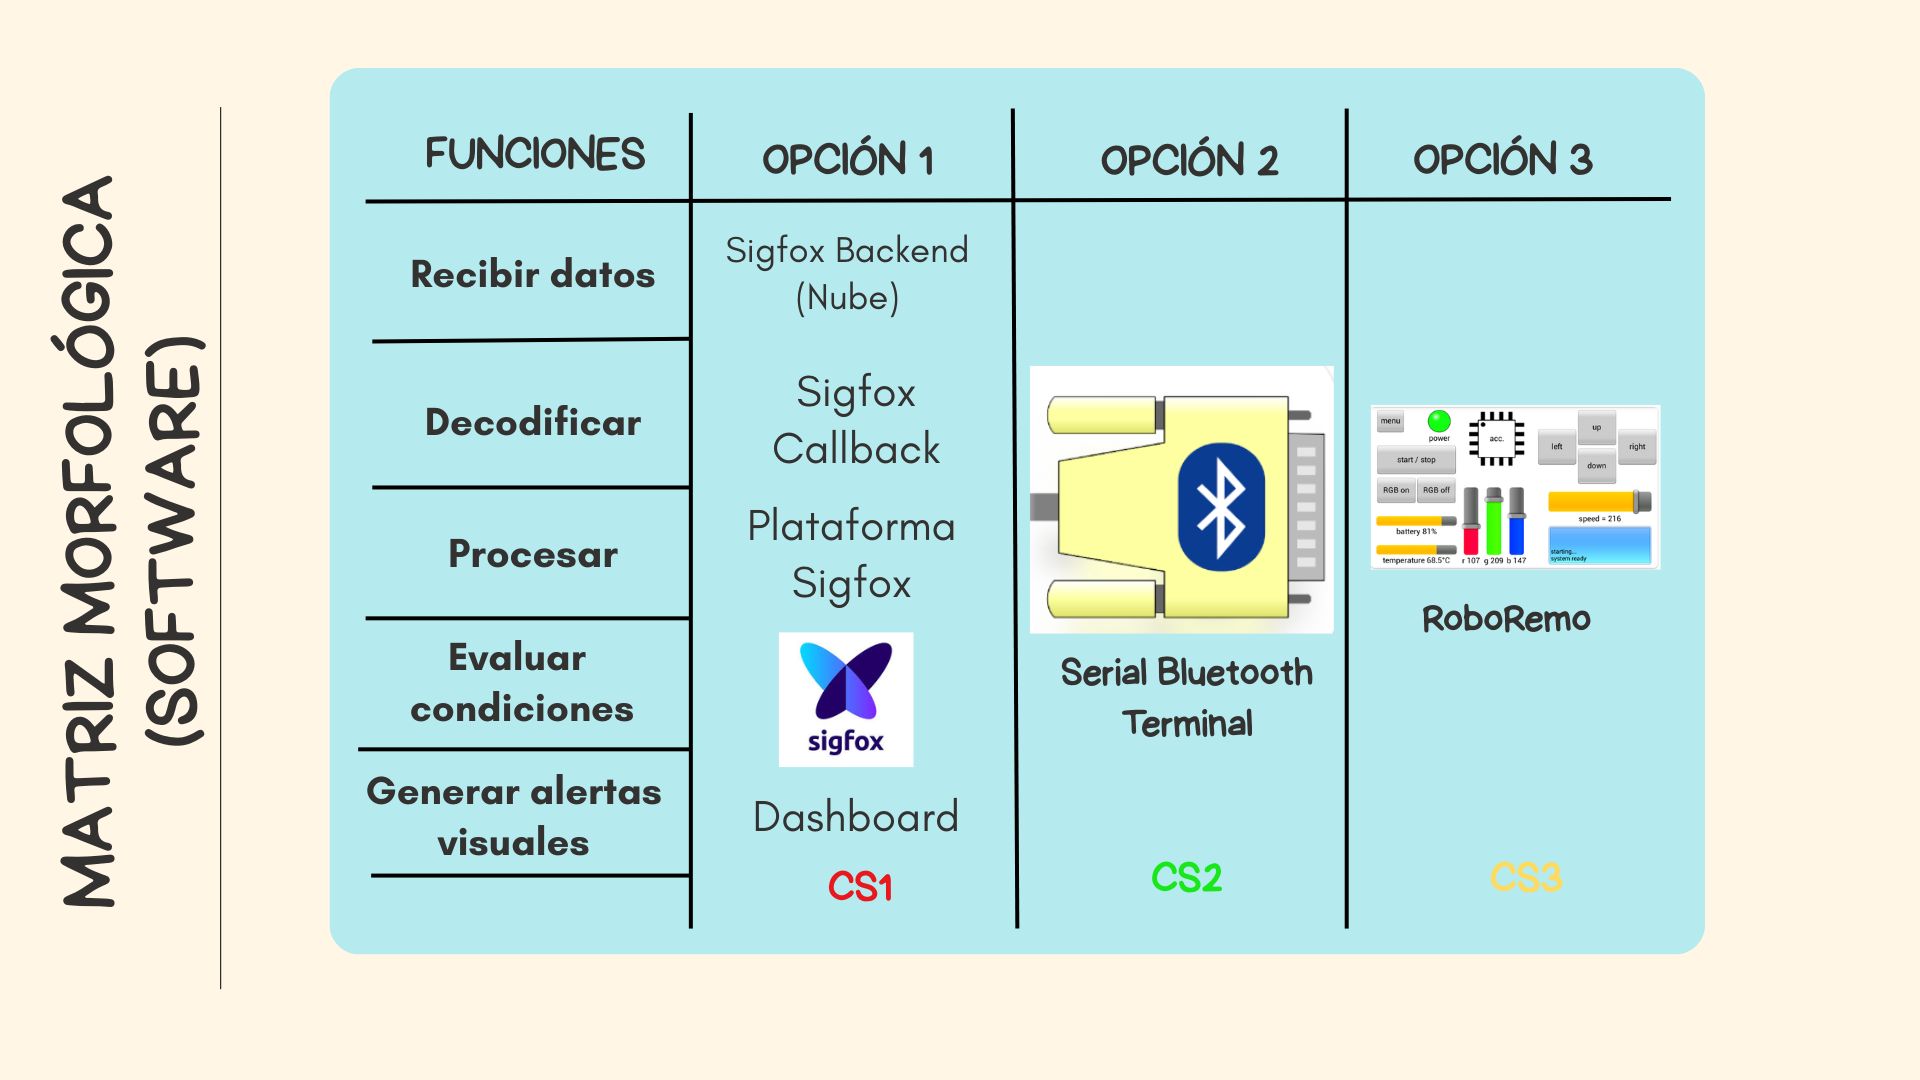 MATRIZ MORFOLÓGICA
(SOFTWARE)
FUNCIONES
OPCIÓN 1
OPCIÓN 2
OPCIÓN 3
Recibir datos
Sigfox Backend
(Nube)
Decodificar
Sigfox
Callback
Procesar
Plataforma
Sigfox
Evaluar
condiciones
sigfox
Generar alertas
visuales
Dashboard
CS1
Serial Bluetooth
Terminal
CS2
menu
power
acc.
up
left
right
down
start / stop
RGB on
RGB off
speed = 216
battery 81%
starting...
system ready
temperature 68.5°C
r 107
g 209
b 147
RoboRemo
CS3